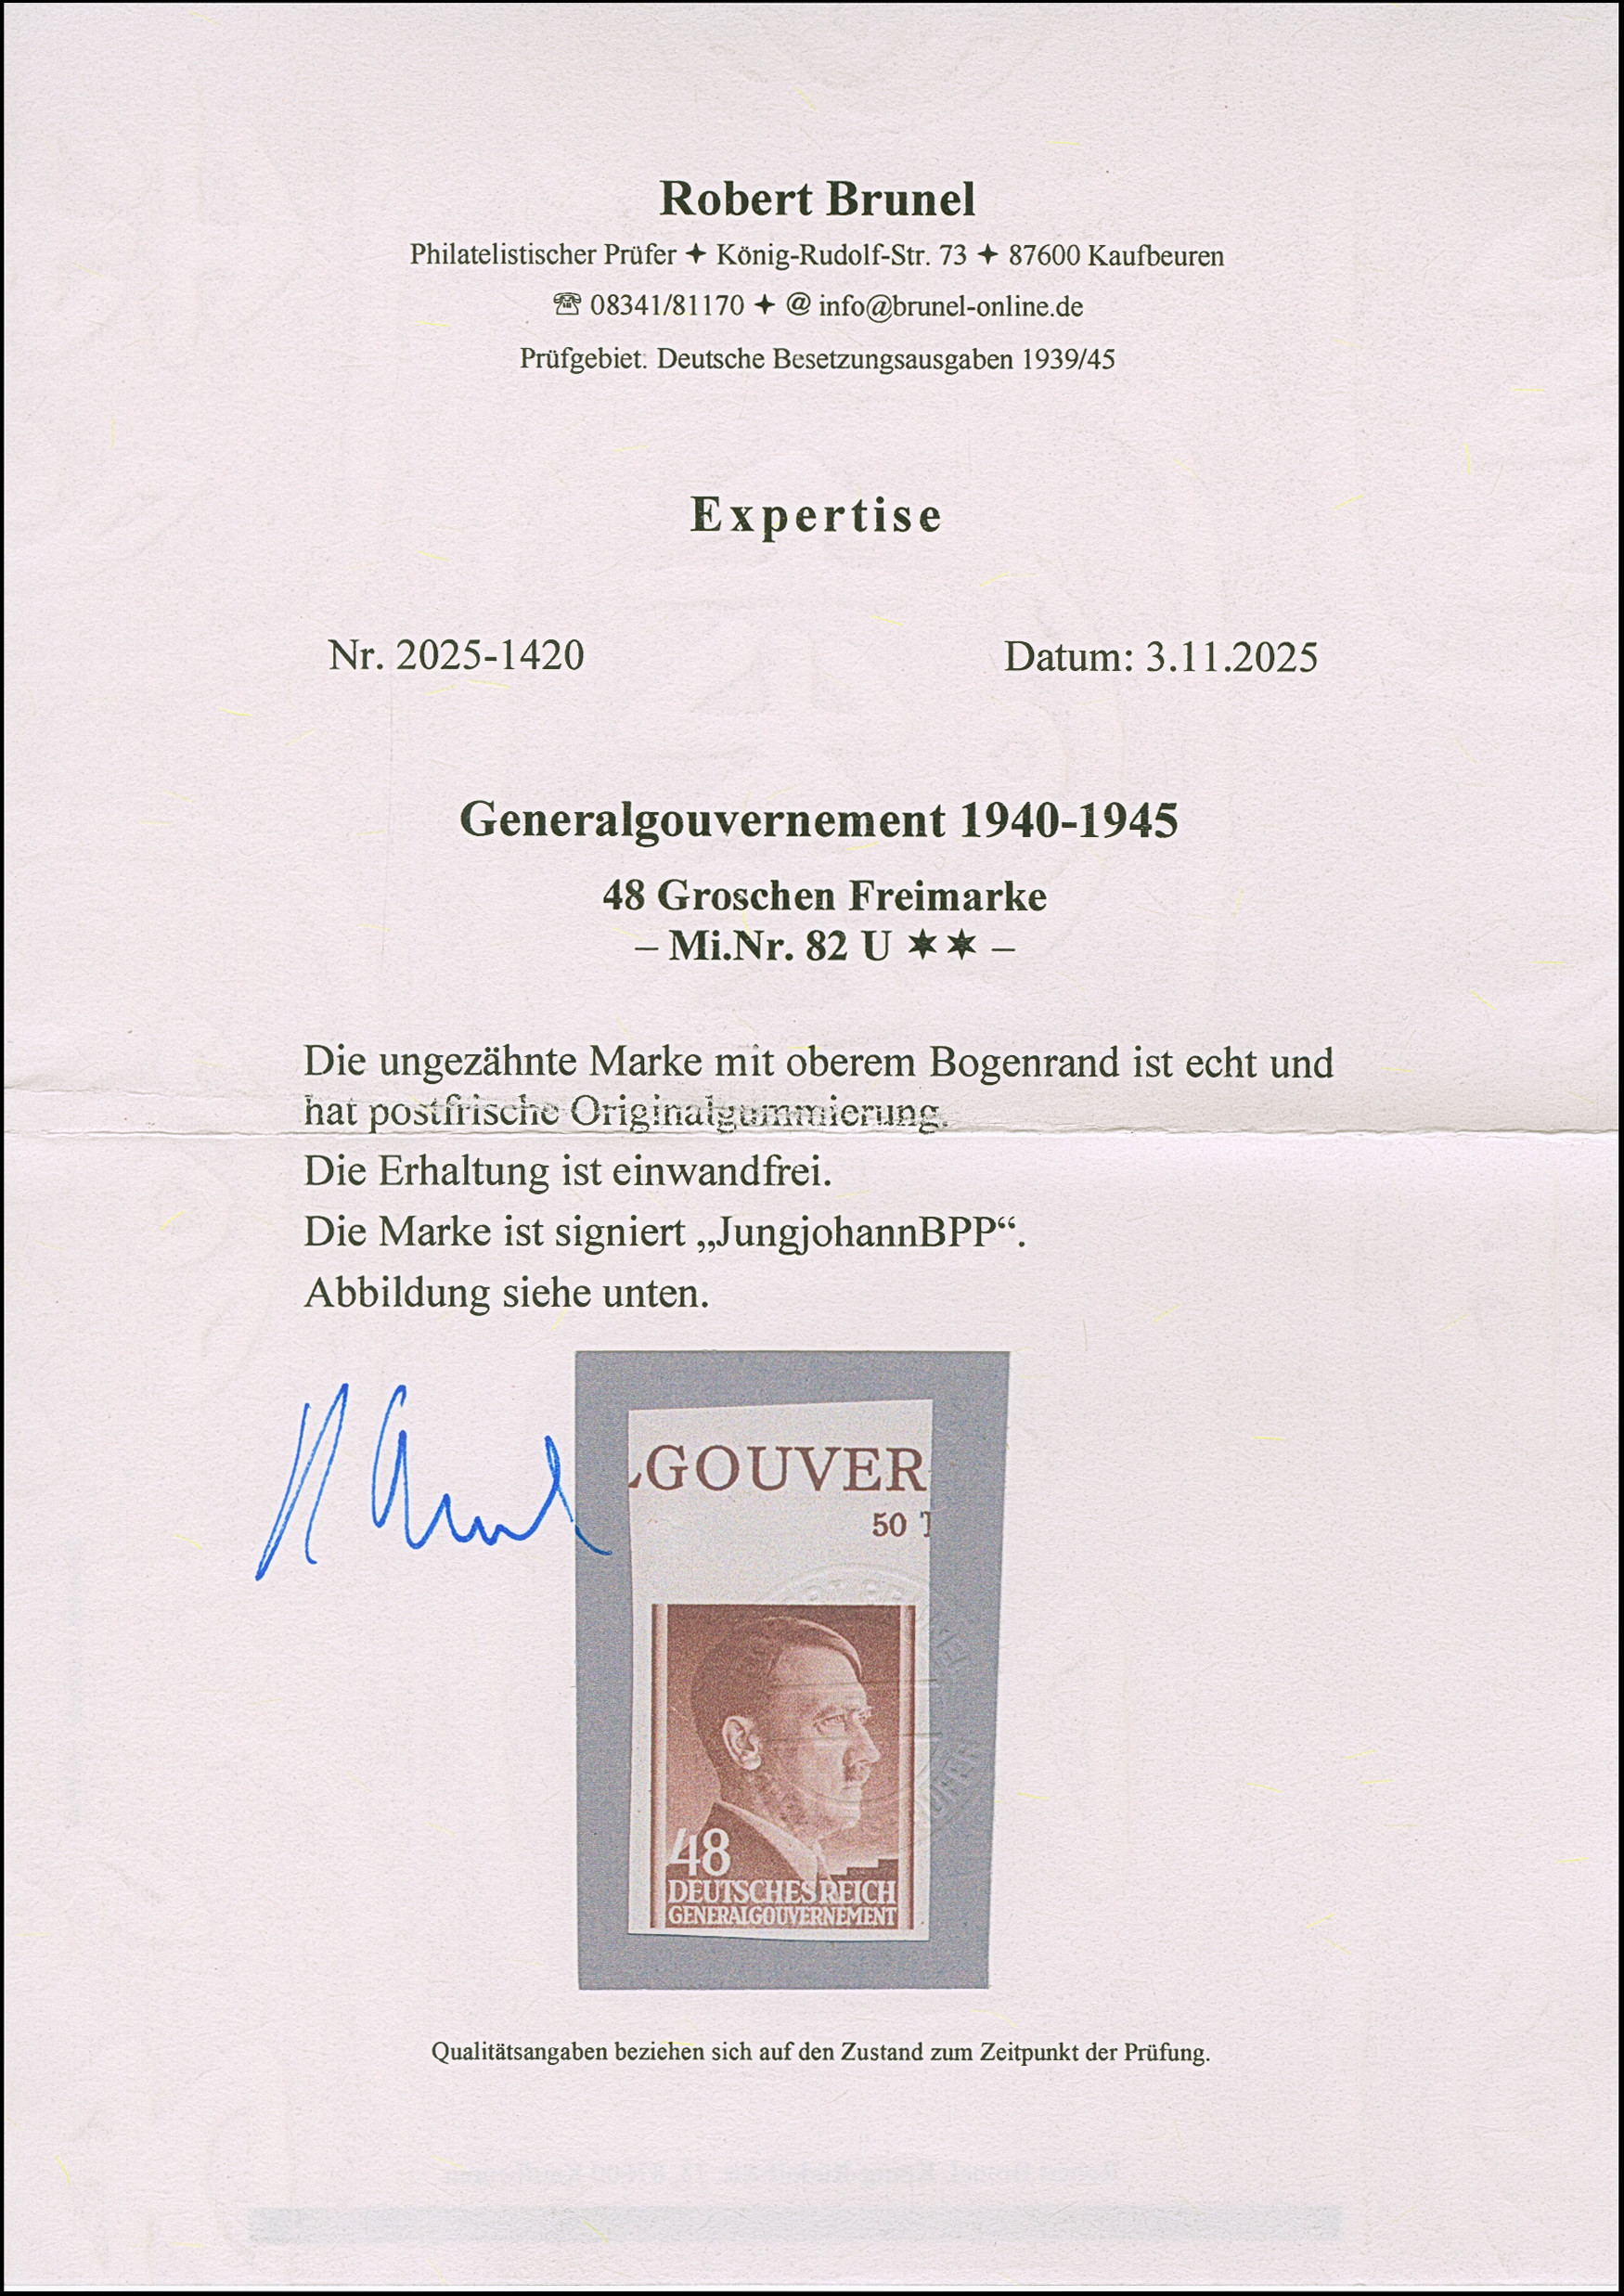 Robert Brunel
Philatelistischer Prüfer ✦ König-Rudolf-Str. 73 ✦ 87600 Kaufbeuren
☏ 08341/81170 ✦ @ info@brunel-online.de
Prüfgebiet: Deutsche Besetzungsausgaben 1939/45
Expertise
Nr. 2025-1420 Datum: 3.11.2025
Generalgouvernement 1940-1945
48 Groschen Freimarke
– Mi.Nr. 82 U ✶✶ –
Die ungezähnte Marke mit oberem Bogenrand ist echt und
hat postfrische Originalgummierung.
Die Erhaltung ist einwandfrei.
Die Marke ist signiert „JungjohannBPP“.
Abbildung siehe unten.
GOUVER
50
48
DEUTSCHES REICH
GENERALGOUVERNEMENT
Qualitätsangaben beziehen sich auf den Zustand zum Zeitpunkt der Prüfung.